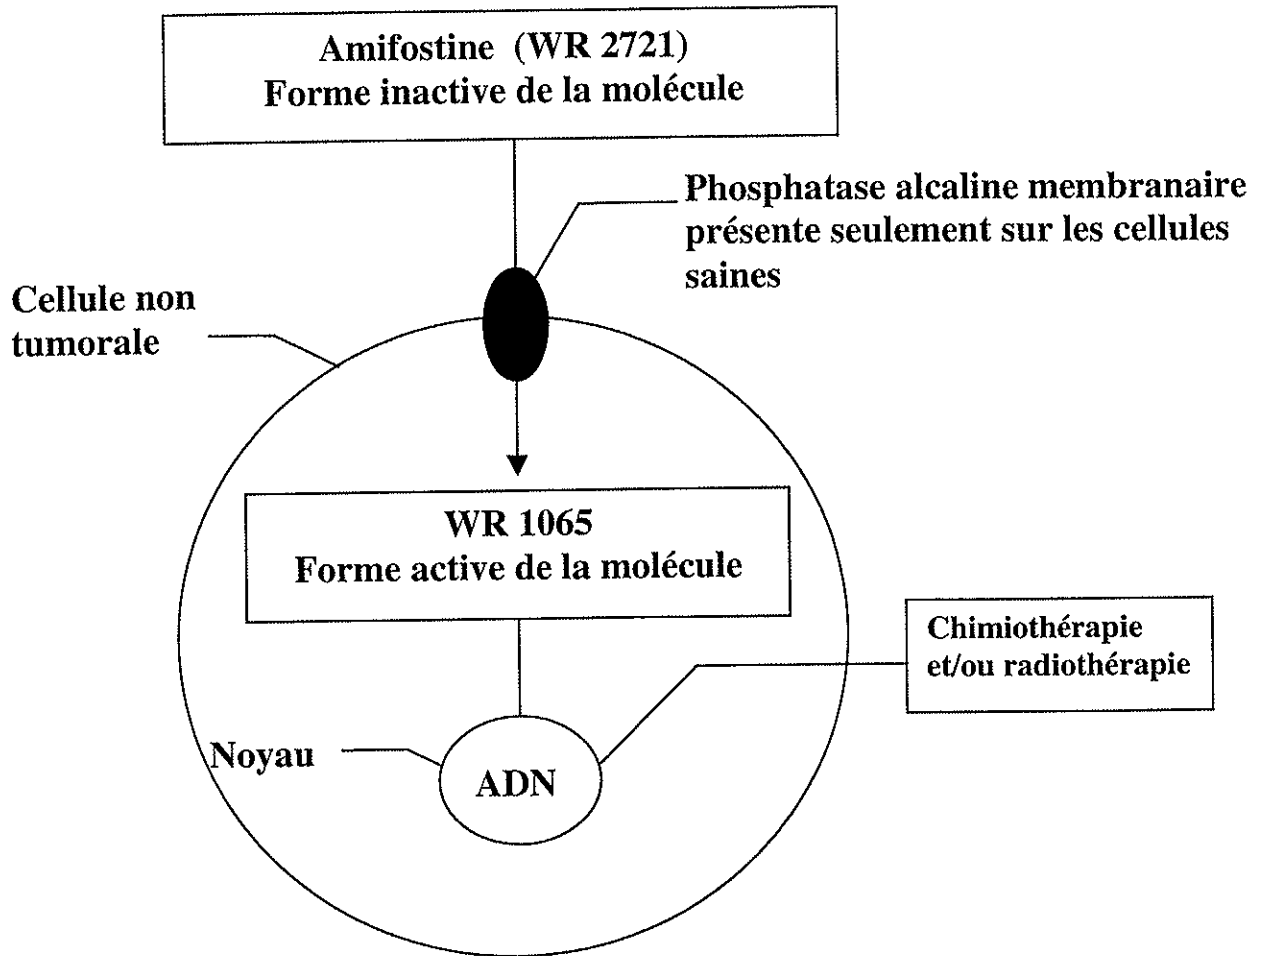 Amifostine (WR 2721)
Forme inactive de la molécule
Phosphatase alcaline membranaire
présente seulement sur les cellules
saines
Cellule non
tumorale
WR 1065
Forme active de la molécule
Chimiothérapie
et/ou radiothérapie
Noyau
ADN